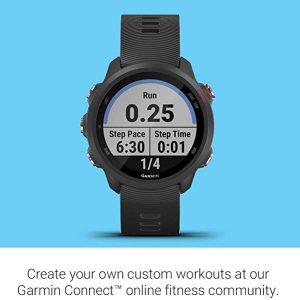 Run
0.25
Step Pace Step Time
6:30 0:01
1/4
GARMIN
Create your own custom workouts at our
Garmin Connect™ online fitness community.